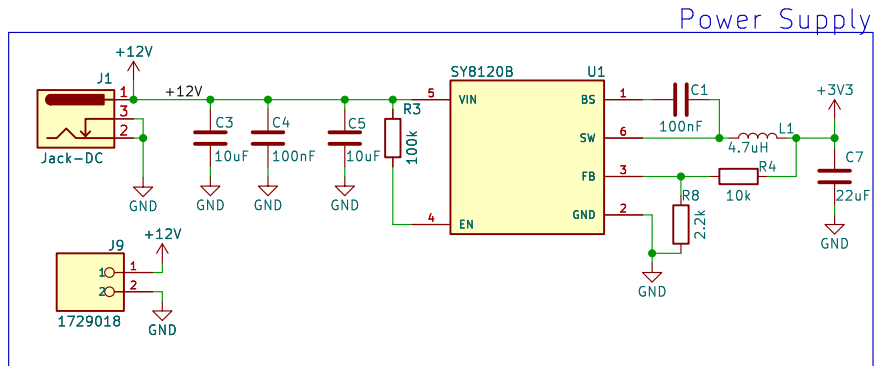 Power Supply
+12V
J1
1
3
2
Jack-DC
GND
+12V
C3
10uF
GND
C4
100nF
GND
C5
10uF
GND
R3
100k
SY8120B
U1
5
VIN
4
EN
BS
1
SW
6
FB
3
GND
2
C1
100nF
L1
4.7uH
R4
10k
R8
2.2k
GND
+3V3
C7
22uF
GND
J9
+12V
1
1
2
2
1729018
GND